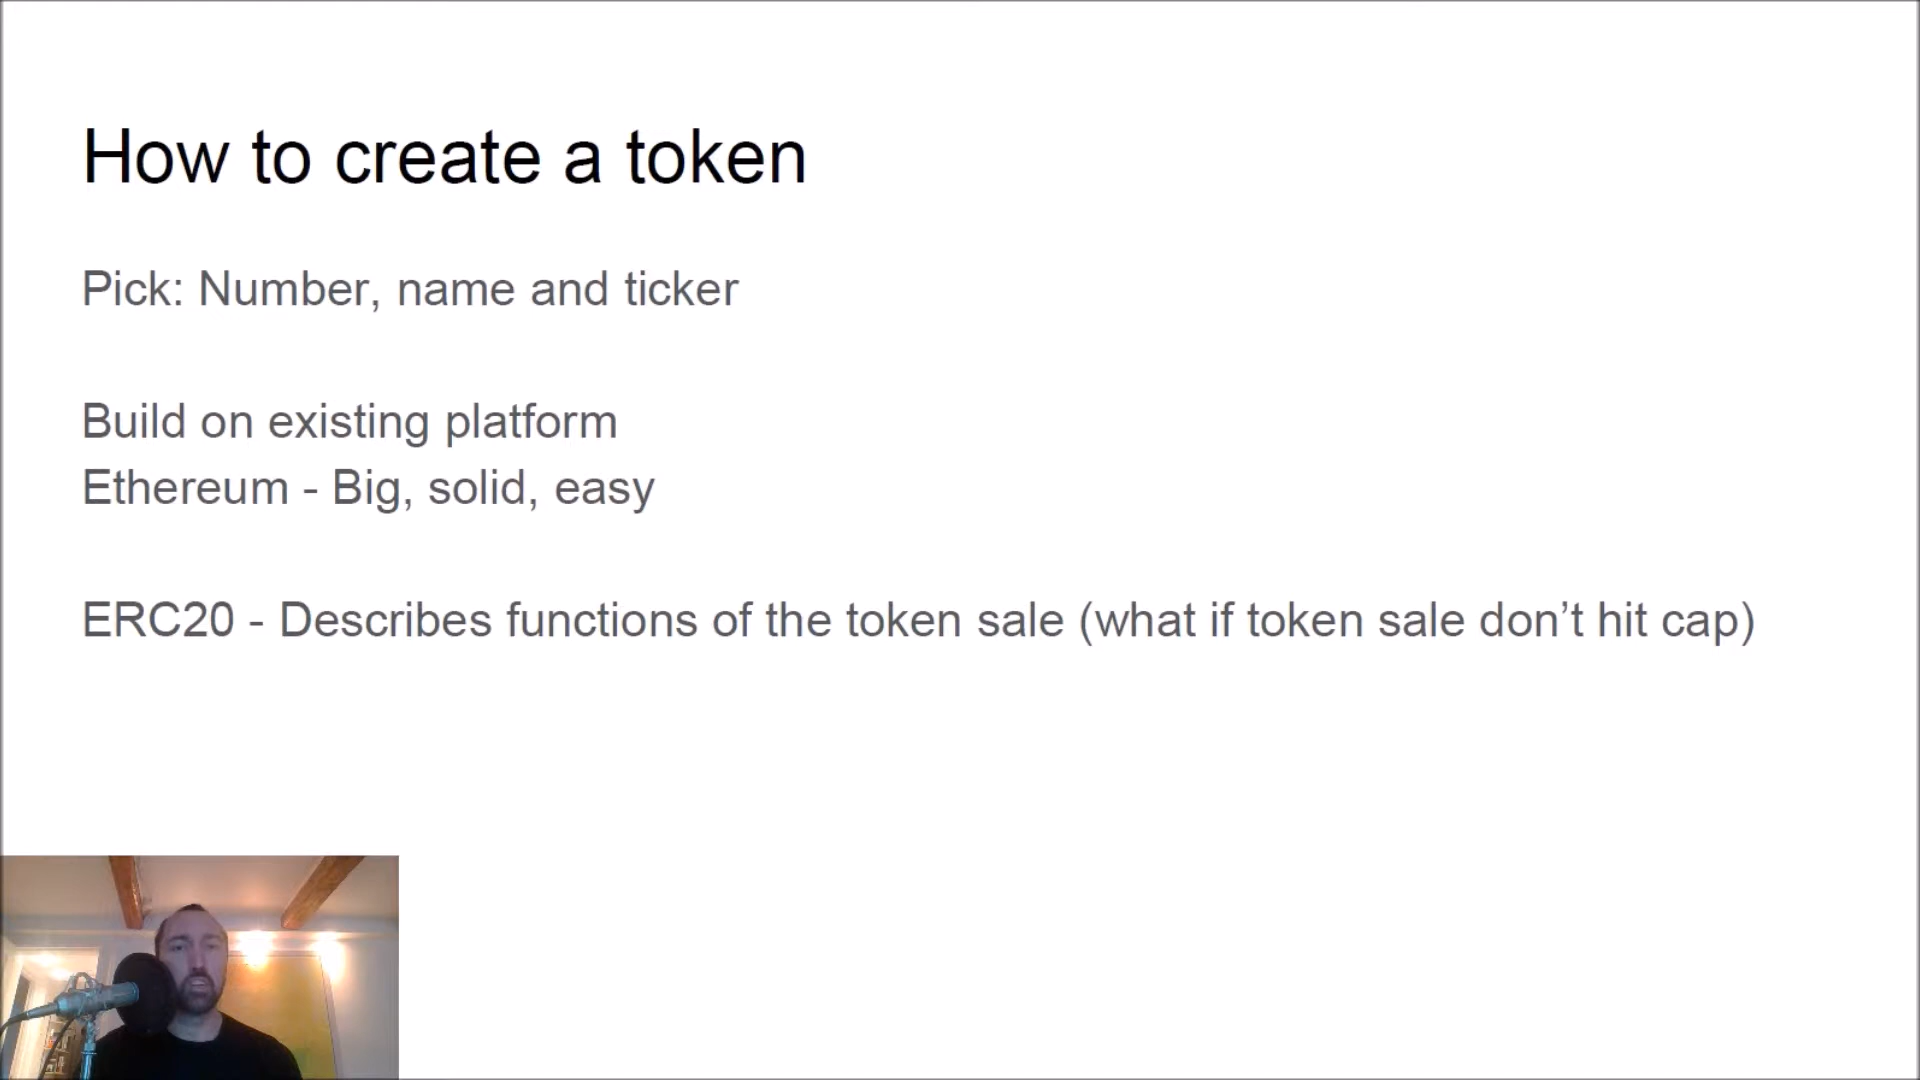 How to create a token
Pick: Number, name and ticker
Build on existing platform
Ethereum - Big, solid, easy
ERC20 - Describes functions of the token sale (what if token sale don’t hit cap)